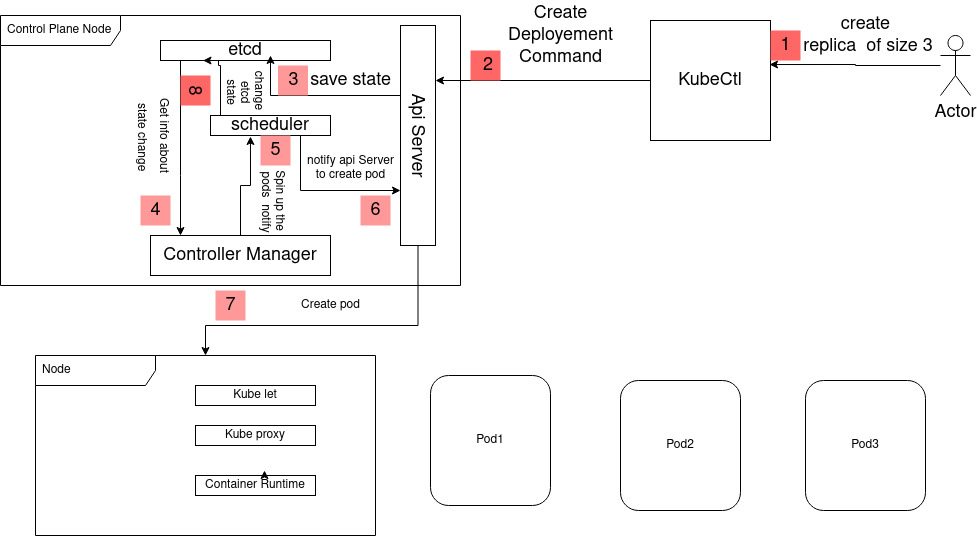 Control Plane Node
etcd
3
save state
change
etcd
state
8
Get info about
state change
scheduler
5
notify api Server
to create pod
6
Spin up the
pods notify
4
Controller Manager
Api Server
2
Create
Deployement
Command
KubeCtl
1
create
replica of size 3
Actor
7
Create pod
Node
Kube let
Kube proxy
Container Runtime
Pod1
Pod2
Pod3